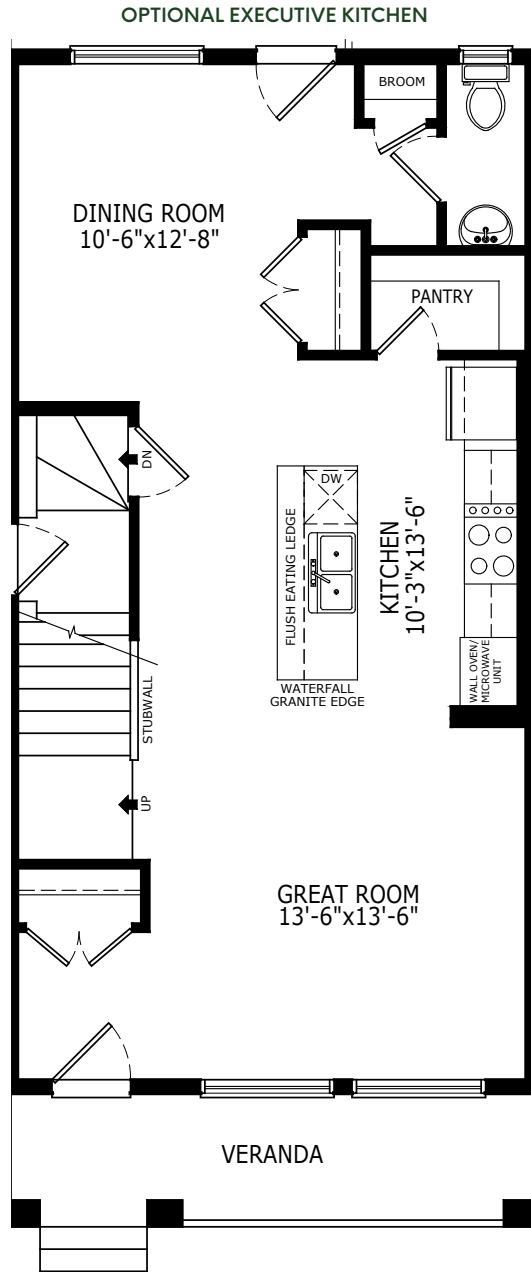 OPTIONAL EXECUTIVE KITCHEN
BROOM
DINING ROOM
10'-6"x12'-8"
PANTRY
DN
DW
FLUSH EATING LEDGE
KITCHEN
10'-3"x13'-6"
WALL OVEN/
MICROWAVE
UNIT
WATERFALL
GRANITE EDGE
STUBWALL
UP
GREAT ROOM
13'-6"x13'-6"
VERANDA